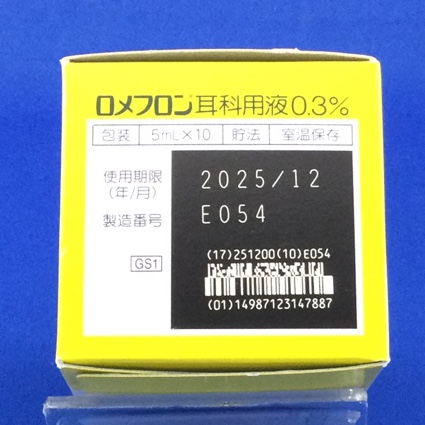 ロメフロン®耳科用液0.3%
包装 5mL×10 貯法 室温保存
使用期限 2025/12
(年/月)
製造番号 E054
GS1
(17)251200(10)E054
(01)14987123147887